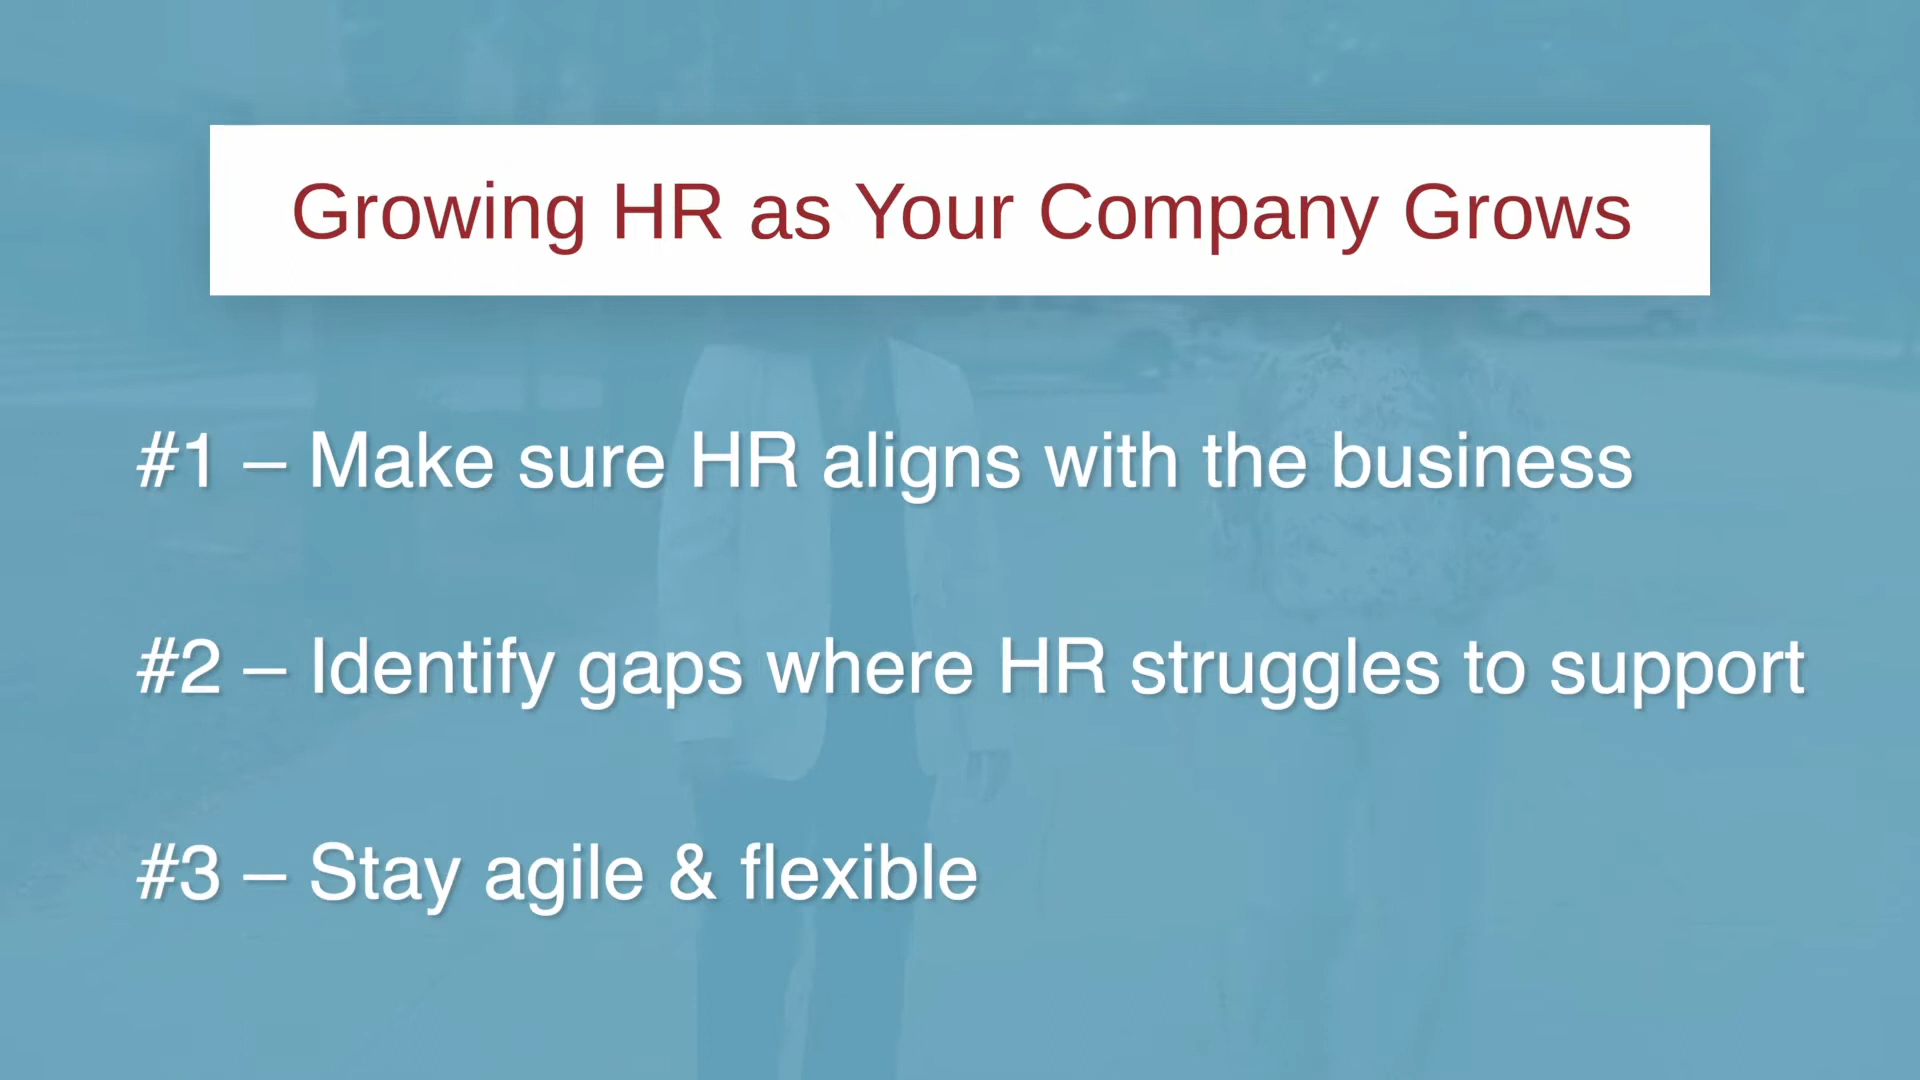 Growing HR as Your Company Grows
#1 – Make sure HR aligns with the business
#2 – Identify gaps where HR struggles to support
#3 – Stay agile & flexible